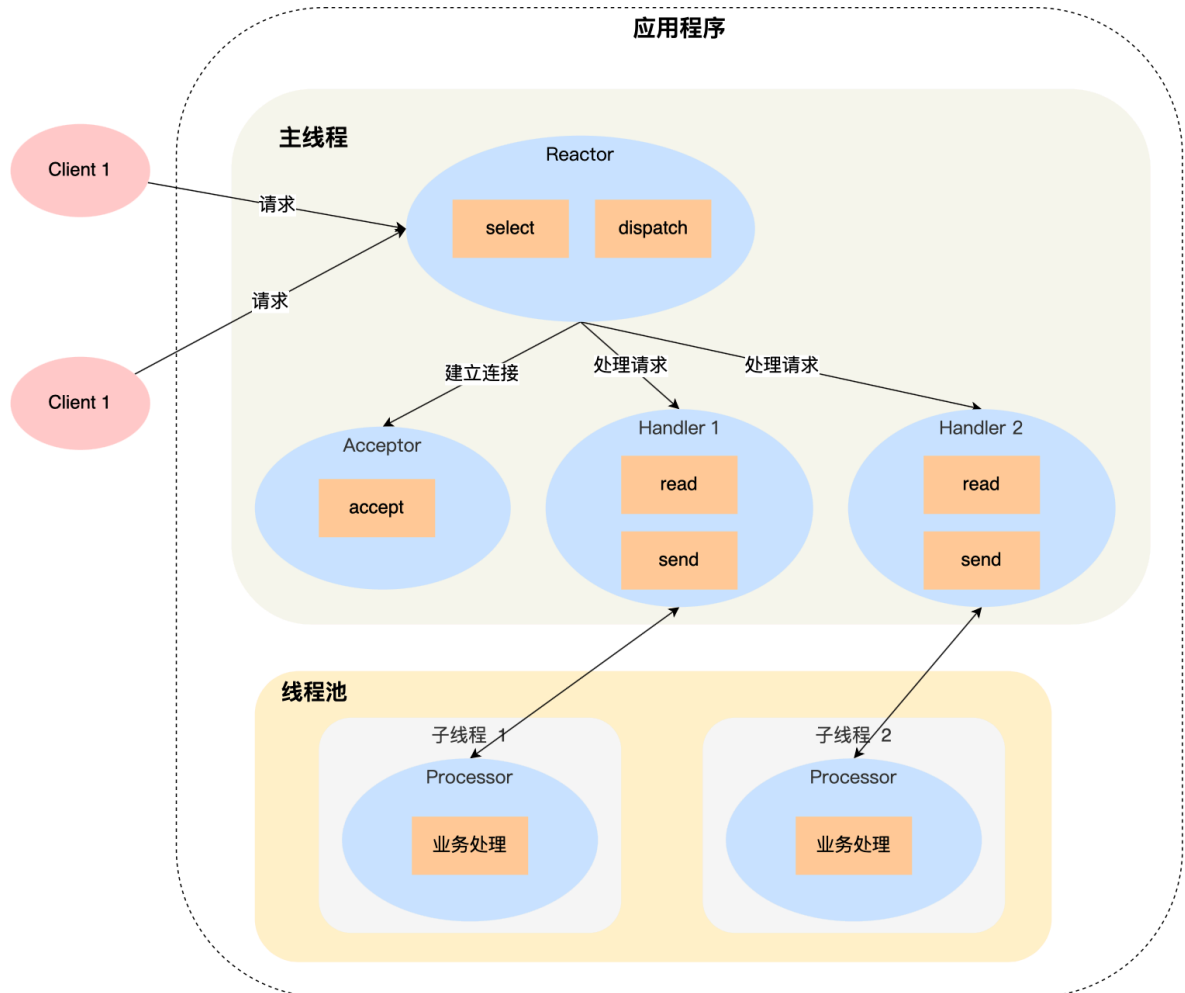 应用程序
主线程
Reactor
select
dispatch
Client 1
请求
请求
Client 1
建立连接
处理请求
处理请求
Acceptor
accept
Handler 1
read
send
Handler 2
read
send
线程池
子线程 1
Processor
业务处理
子线程 2
Processor
业务处理